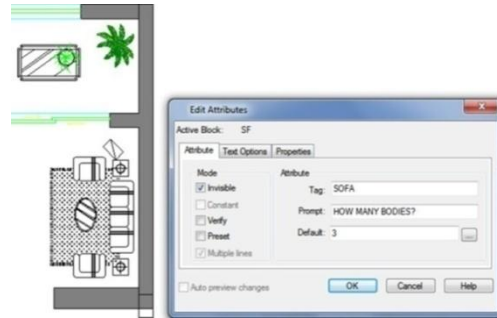 Edit Attributes
Active Block: SF
Attribute Text Options Properties
Mode
Invisible
Constant
Verify
Preset
Multiple lines
Attribute
Tag: SOFA
Prompt: HOW MANY BODIES?
Default: 3
...
Auto preview changes
OK Cancel Help